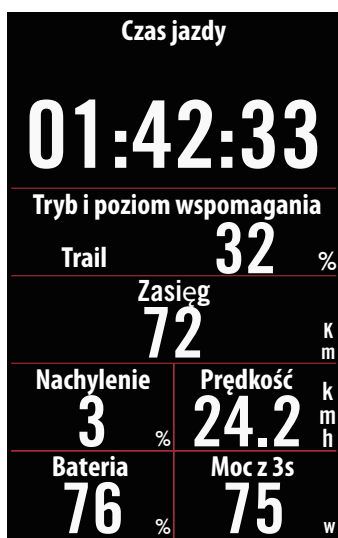 Czas jazdy
01:42:33
Tryb i poziom wspomagania
Trail 32 %
Zasięg
72 Km
Nachylenie
3 %
Prędkość
24.2 kmh
Bateria
76 %
Moc z 3s
75 w